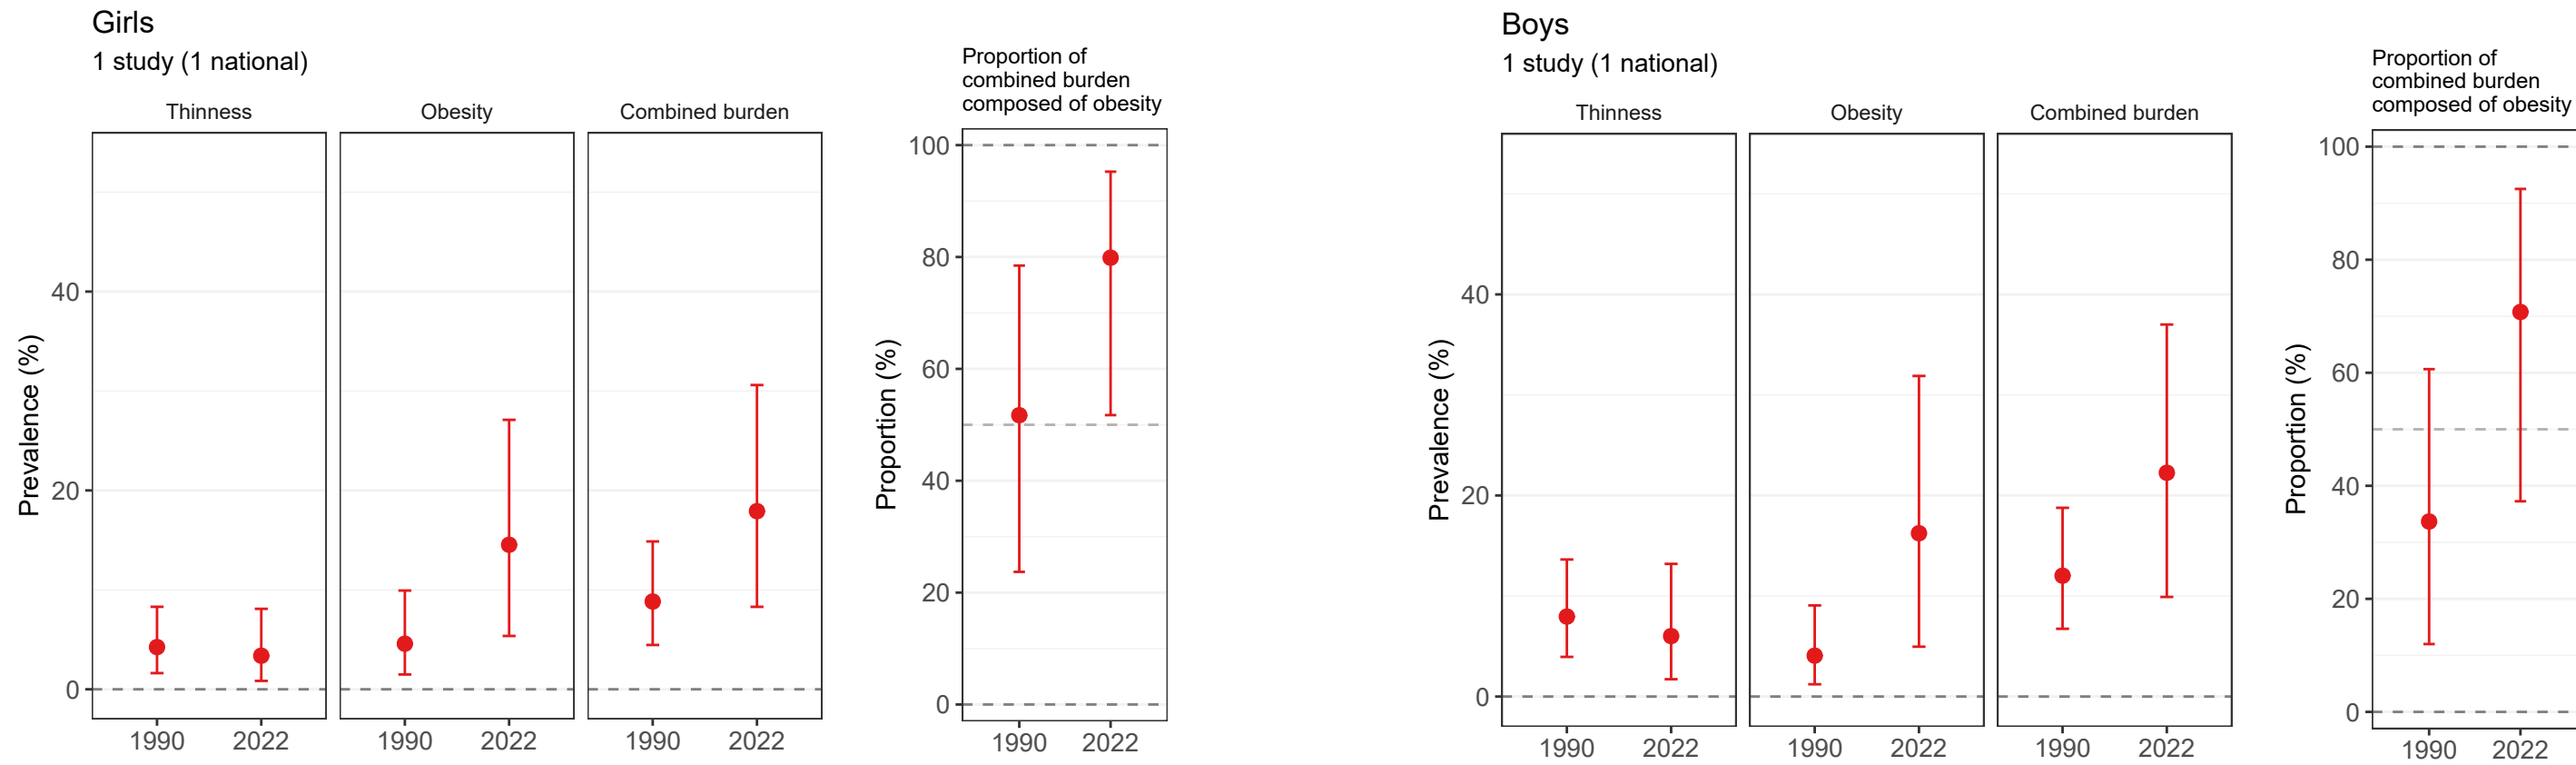 Girls
1 study (1 national)
Thinness
Obesity
Combined burden
Prevalence (%)
40
20
0
1990
2022
1990
2022
1990
2022
Proportion of
combined burden
composed of obesity
Proportion (%)
100
80
60
40
20
0
1990
2022
Boys
1 study (1 national)
Thinness
Obesity
Combined burden
Prevalence (%)
40
20
0
1990
2022
1990
2022
1990
2022
Proportion of
combined burden
composed of obesity
Proportion (%)
100
80
60
40
20
0
1990
2022